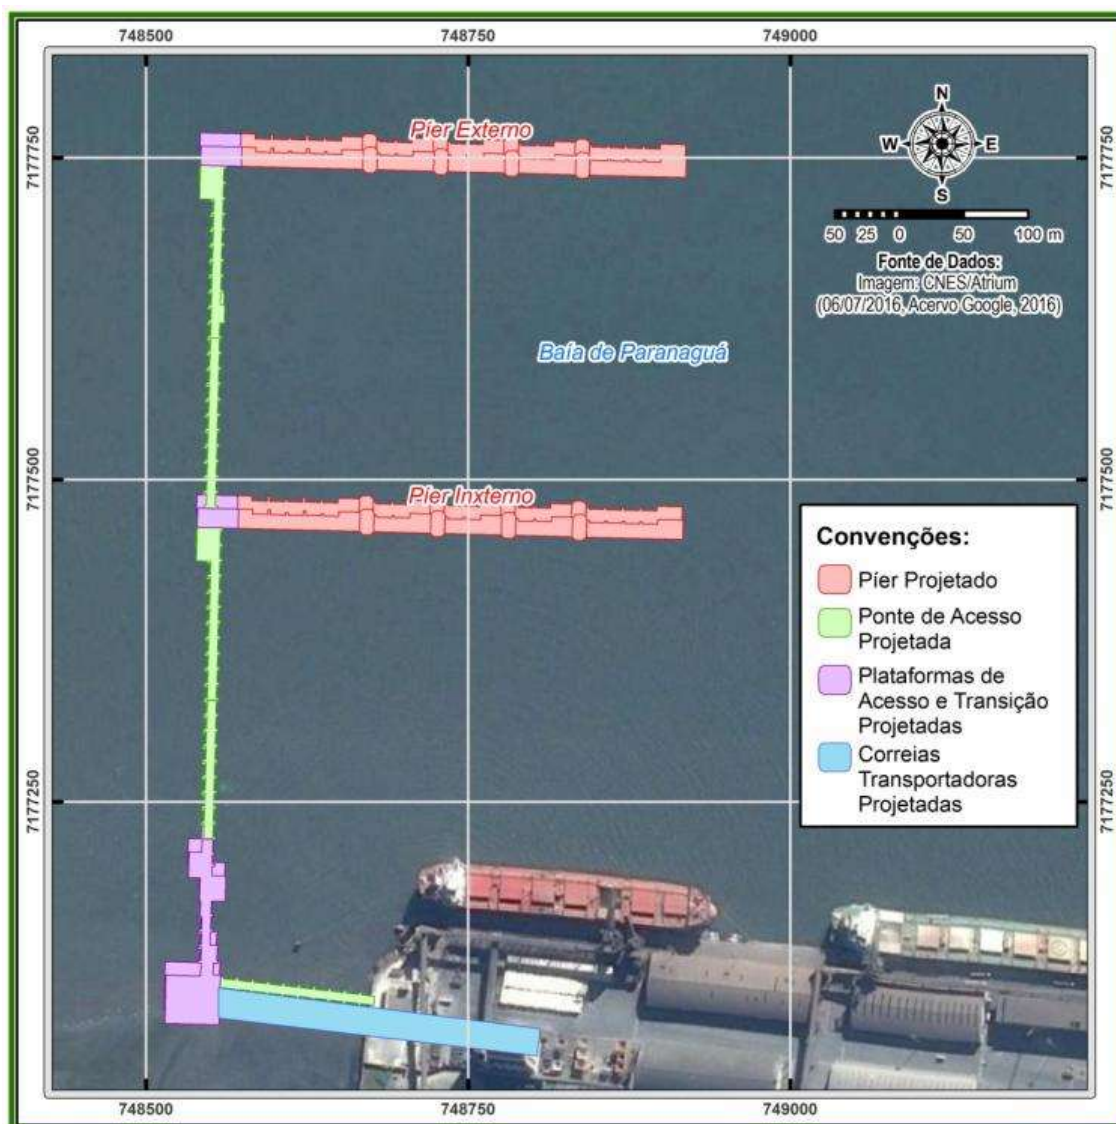 748500
748750
749000
Píer Externo
N
W
E
S
7177750
7177750
50 25 0 50 100 m
Fonte de Dados:
Imagem: CNES/Atrium
(06/07/2016, Acervo Google, 2016)
Baía de Paranaguá
7177500
7177500
Píer Inxterno
Convenções:
Píer Projetado
Ponte de Acesso
Projetada
Plataformas de
Acesso e Transição
Projetadas
Correias
Transportadoras
Projetadas
7177250
7177250
748500
748750
749000